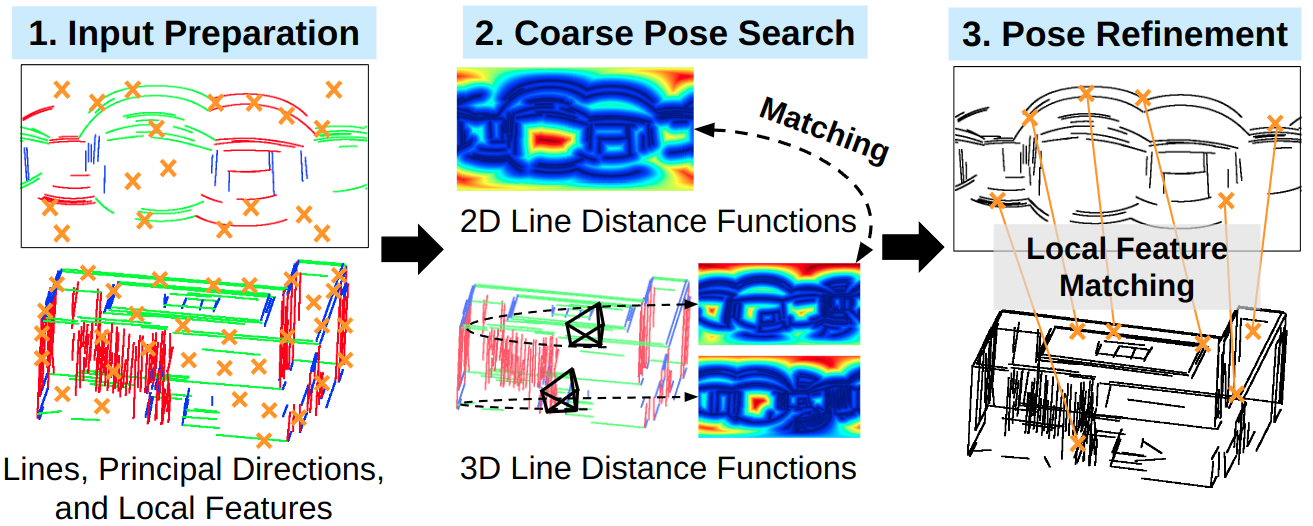 1. Input Preparation
Lines, Principal Directions,
and Local Features
2. Coarse Pose Search
Matching
2D Line Distance Functions
3D Line Distance Functions
3. Pose Refinement
Local Feature
Matching